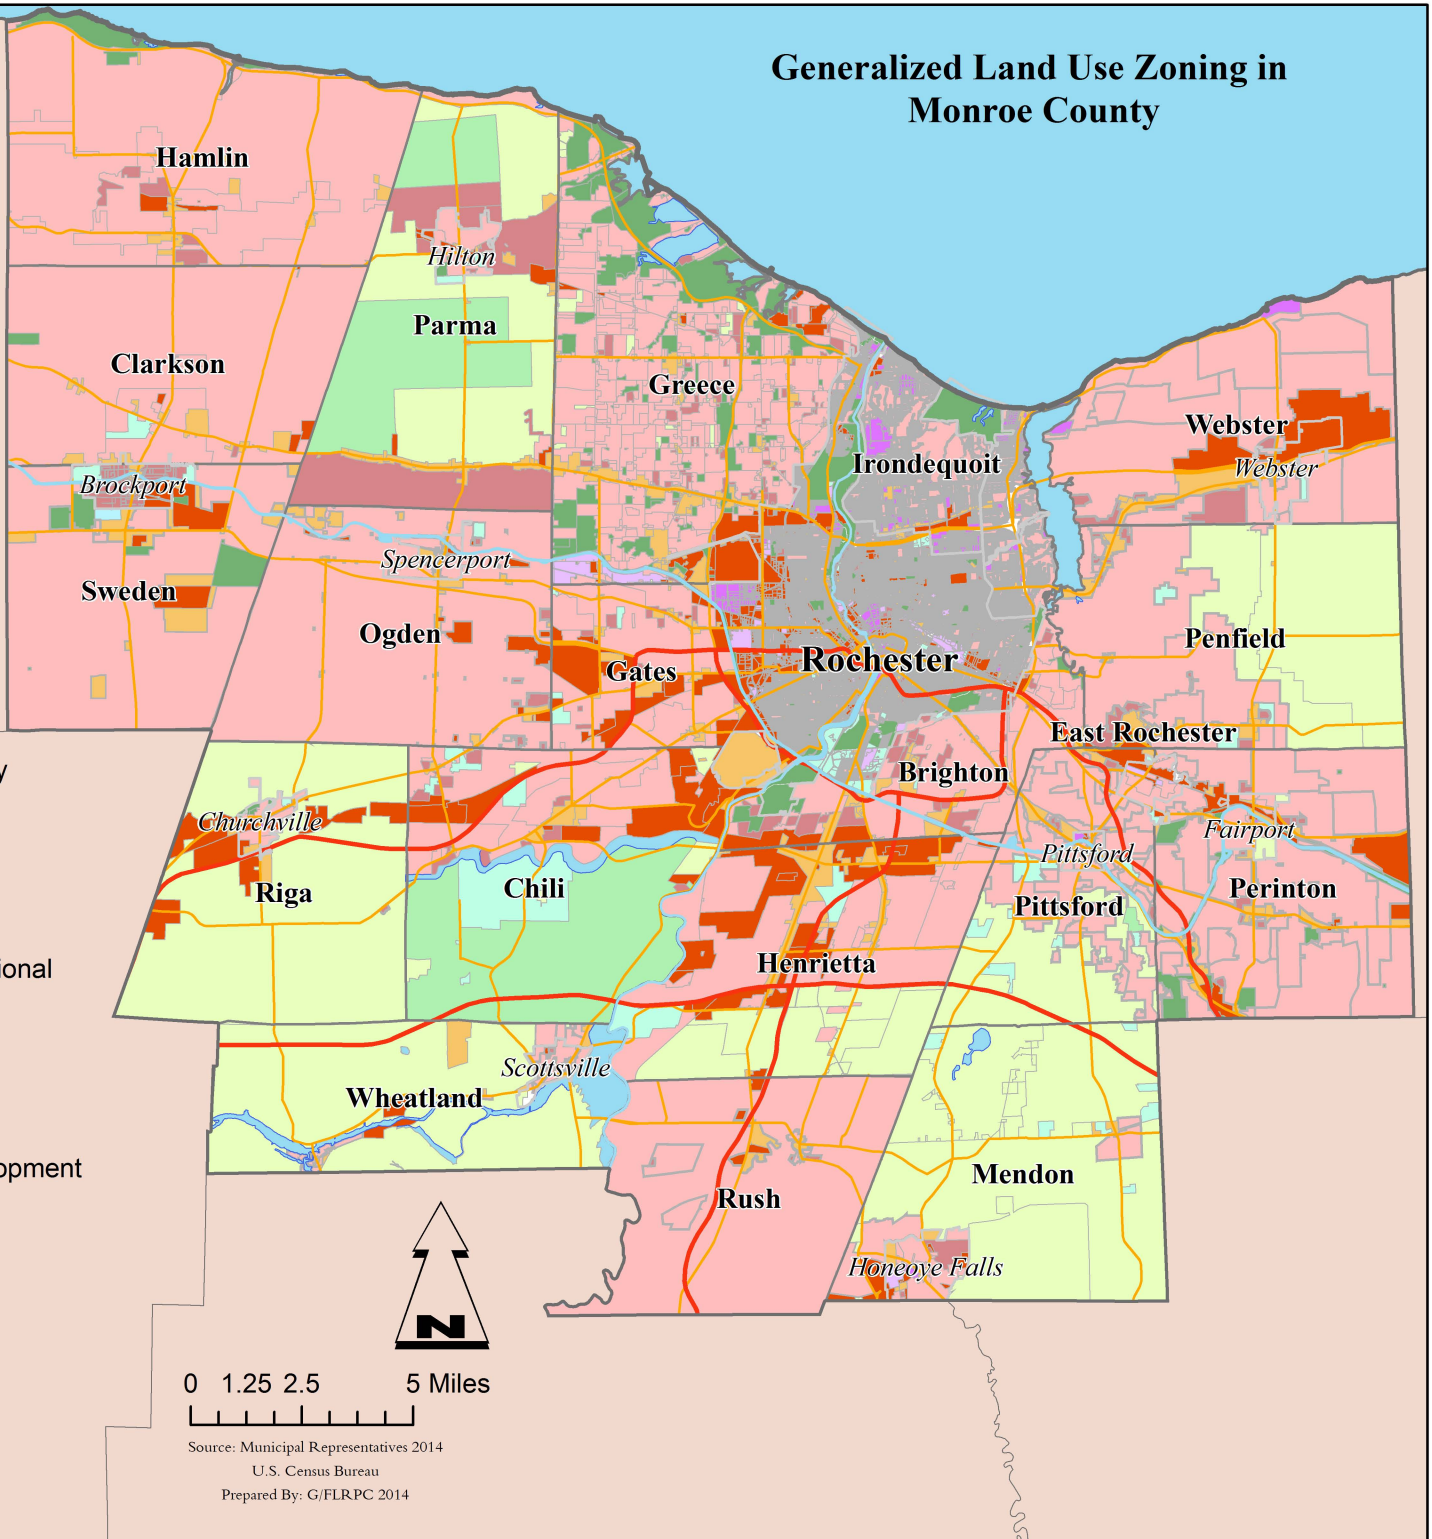 Generalized Land Use Zoning in
Monroe County
Hamlin
Hilton
Parma
Clarkson
Greece
Webster
Irondequoit
Webster
Brockport
Spencerport
Sweden
Ogden
Penfield
Rochester
Gates
East Rochester
Brighton
y
Churchville
Fairport
Pittsford
Riga
Chili
Perinton
Pittsford
Henrietta
ional
Scottsville
Wheatland
opment
Mendon
Rush
Honeoye Falls
N
0 1.25 2.5 5 Miles
Source: Municipal Representatives 2014
U.S. Census Bureau
Prepared By: G/FLRPC 2014